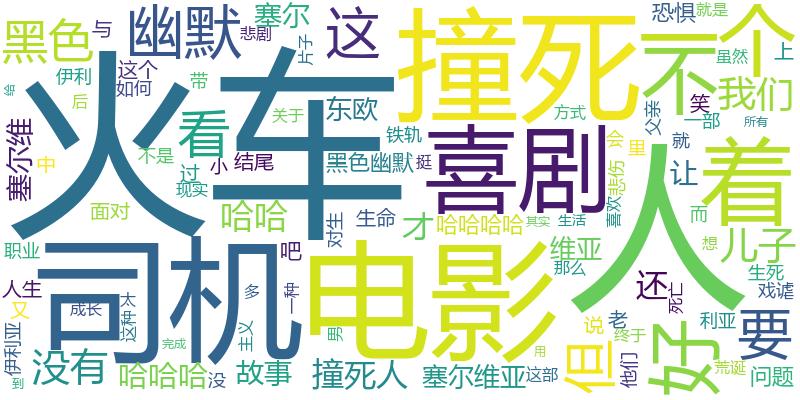 黑色 与 幽默 悲剧 塞尔 片子 这 撞死 恐惧 就是 不 个 虽然 上
火车 伊利 这个 如何 带 看 东欧 喜剧 人 笑 我们 一部 着
给 后 关于 方式 父亲 所有
塞尔维 中 不是 过 小 结尾 铁轨 黑色幽默 挺 会 里 就 让
面对 现实 哈哈 对生 生命 才 哈哈哈哈 其实 生活 喜欢 悲伤 而 想 儿子
职业 司机 吧 电影 维亚 那么 还 死亡 生死 戏谑
人生 又 成长 太 这种 多 一种 但 说 老 好 利亚 要
伊利亚 主义 男 终于 荒诞
到 没有 完成 哈哈哈 没 故事 撞死人 塞尔维亚 这部 用 他们 问题